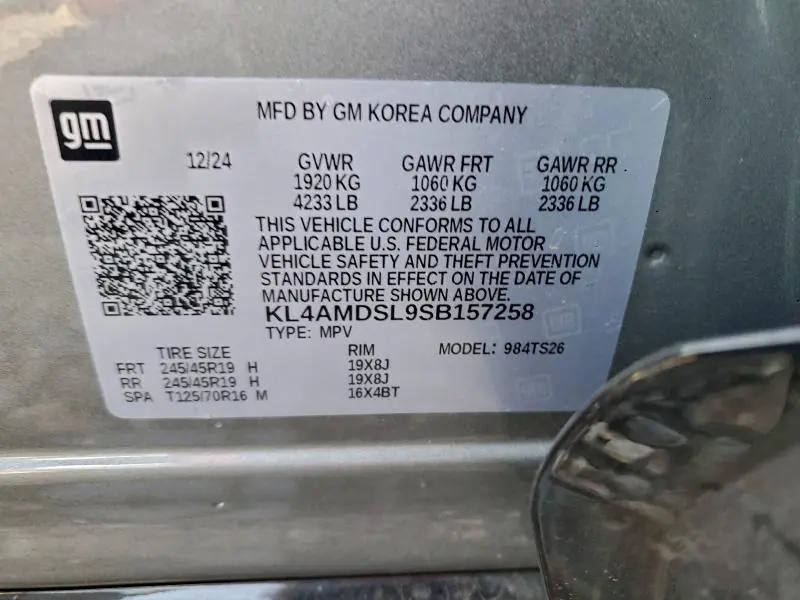 gm
MFD BY GM KOREA COMPANY
12/24 GVWR GAWR FRT GAWR RR
1920 KG 1060 KG 1060 KG
4233 LB 2336 LB 2336 LB
THIS VEHICLE CONFORMS TO ALL
APPLICABLE U.S. FEDERAL MOTOR
VEHICLE SAFETY AND THEFT PREVENTION
STANDARDS IN EFFECT ON THE DATE OF
MANUFACTURE SHOWN ABOVE.
KL4AMDSL9SB157258
TYPE: MPV
TIRE SIZE RIM MODEL: 984TS26
FRT 245/45R19 H 19X8J
RR 245/45R19 H 19X8J
SPA T125/70R16 M 16X4BT